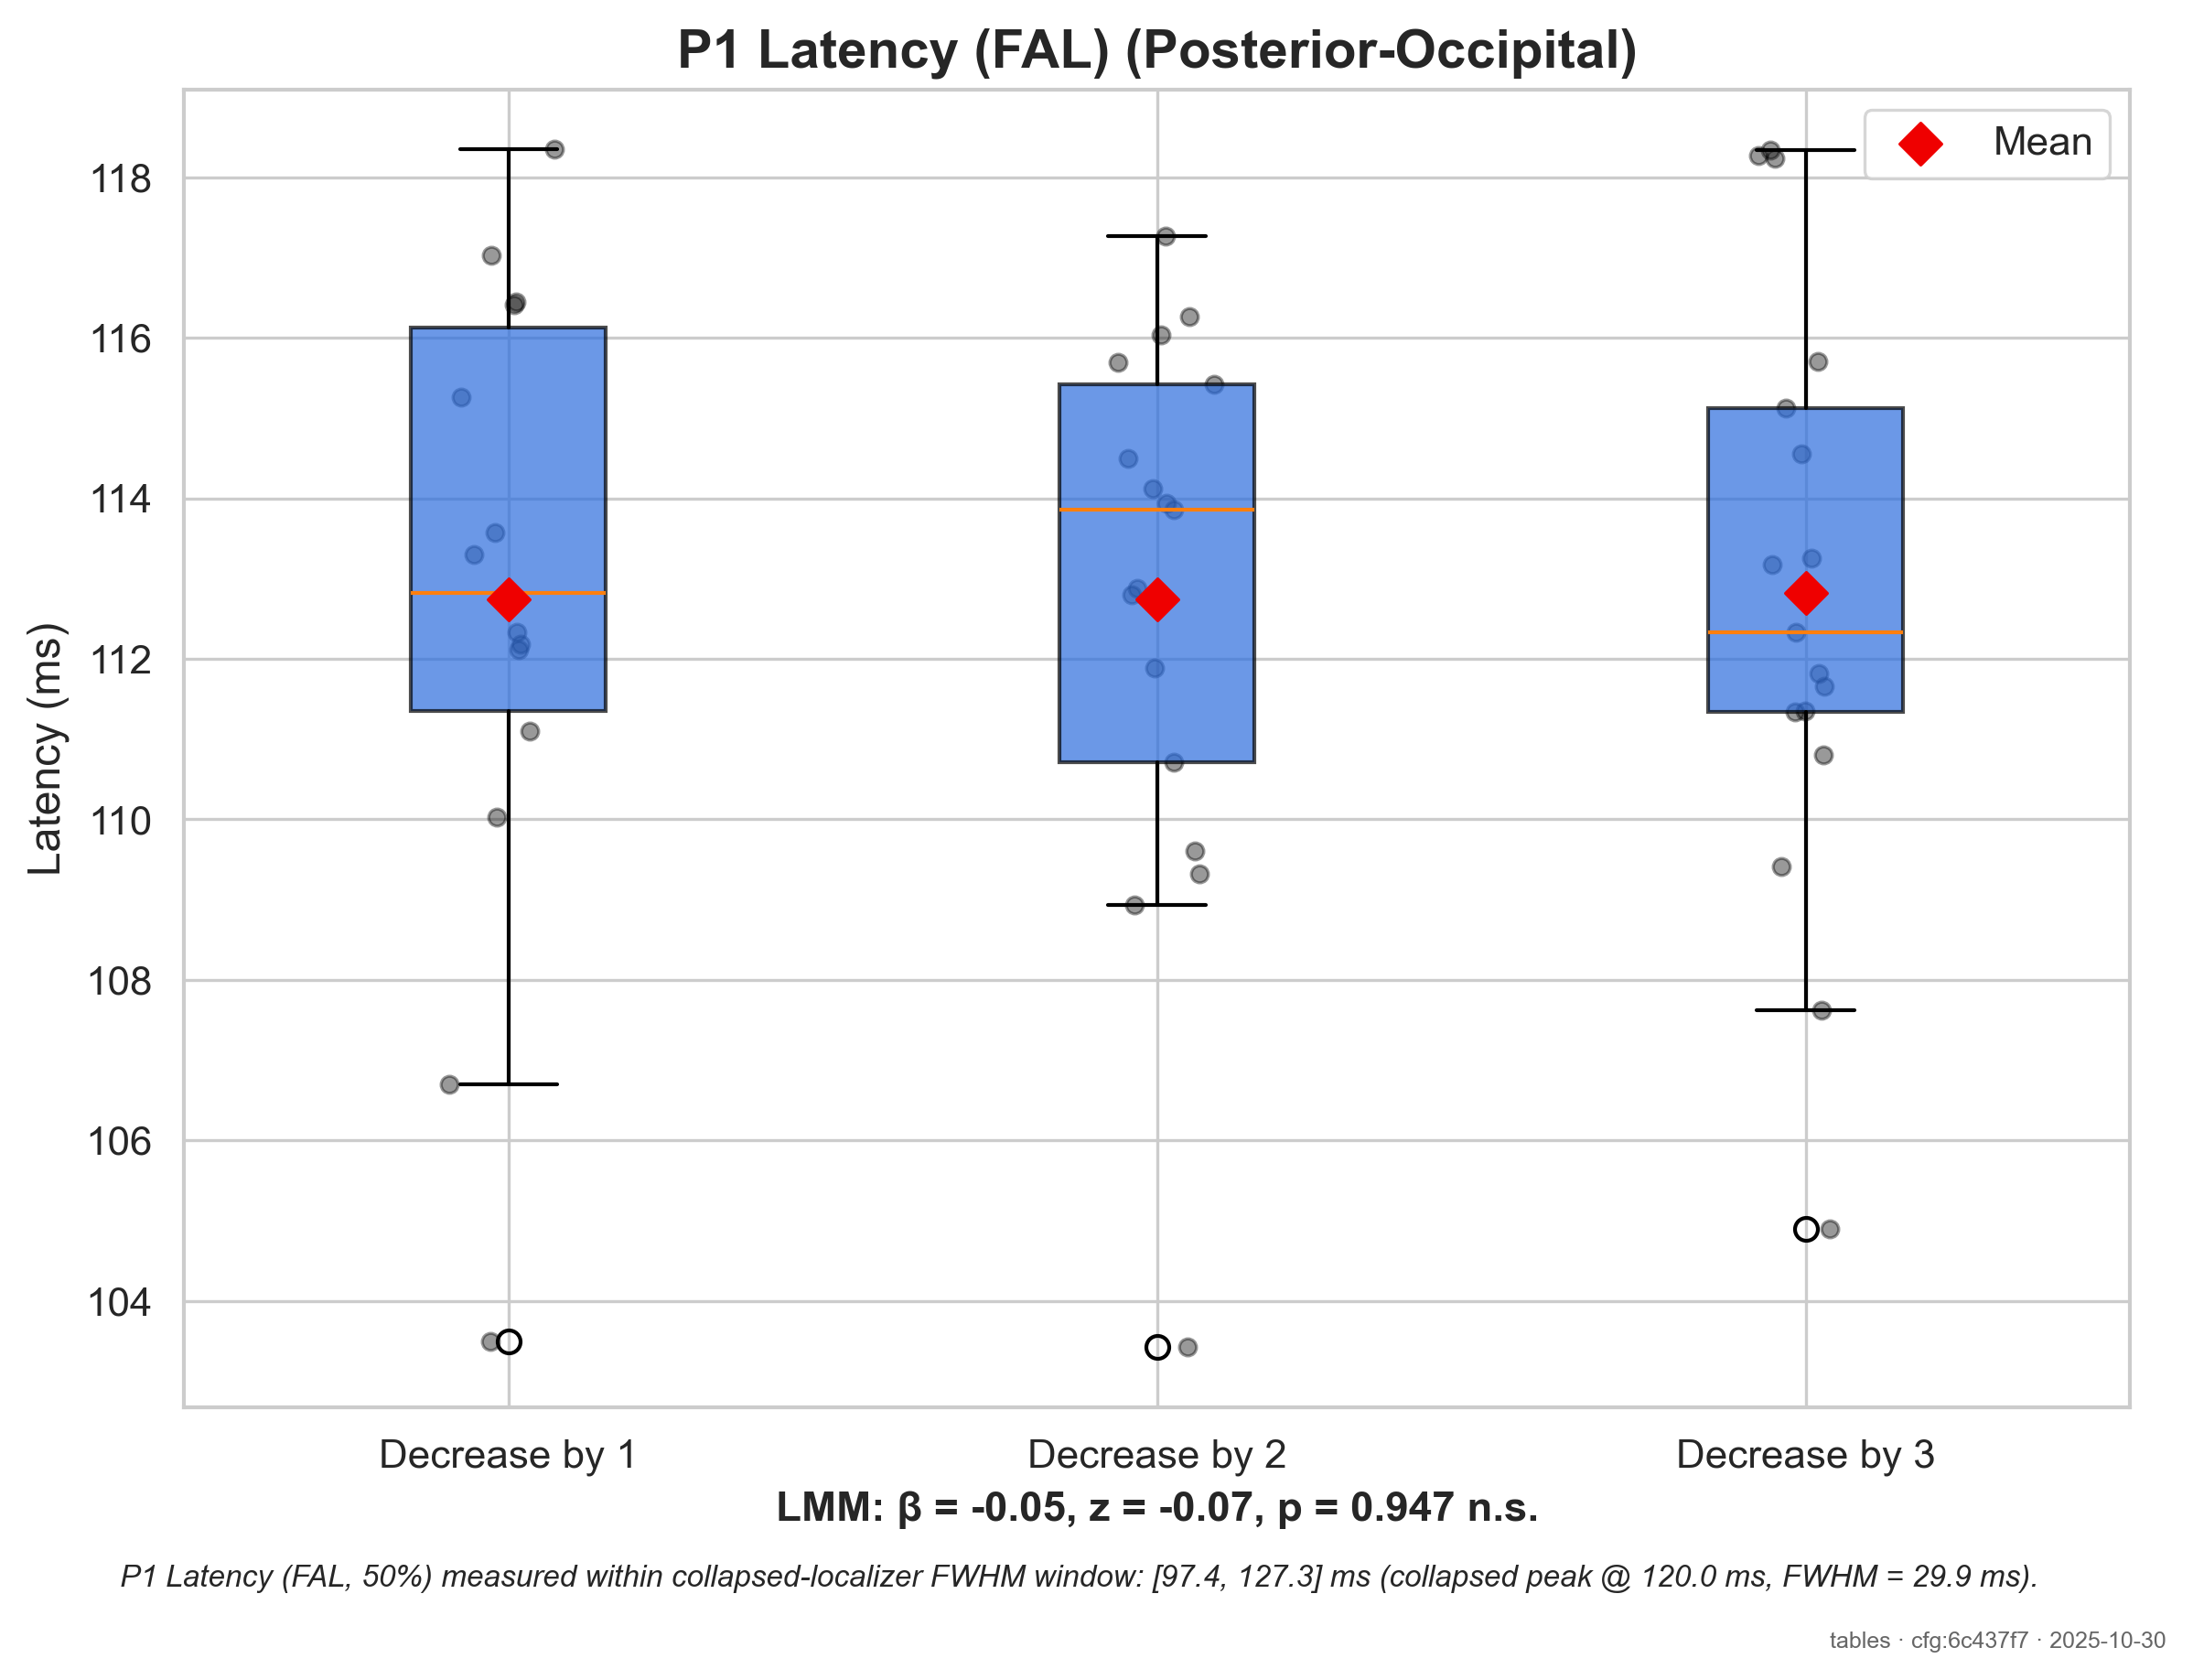 P1 Latency (FAL) (Posterior-Occipital)
Mean
Latency (ms)
118
116
114
112
110
108
106
104
Decrease by 1
Decrease by 2
Decrease by 3
LMM: β = -0.05, z = -0.07, p = 0.947 n.s.
P1 Latency (FAL, 50%) measured within collapsed-localizer FWHM window: [97.4, 127.3] ms (collapsed peak @ 120.0 ms, FWHM = 29.9 ms).
tables · cfg:6c437f7 · 2025-10-30